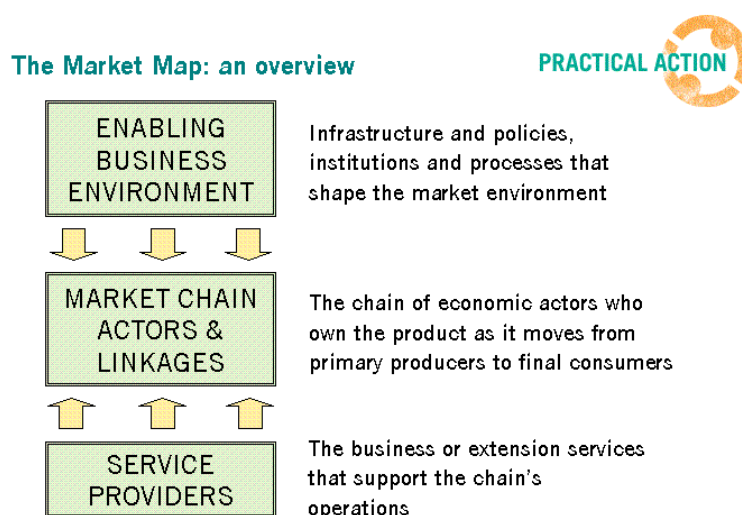 The Market Map: an overview
PRACTICAL ACTION
ENABLING
BUSINESS
ENVIRONMENT
Infrastructure and policies,
institutions and processes that
shape the market environment
MARKET CHAIN
ACTORS &
LINKAGES
The chain of economic actors who
own the product as it moves from
primary producers to final consumers
SERVICE
PROVIDERS
The business or extension services
that support the chain's
operations